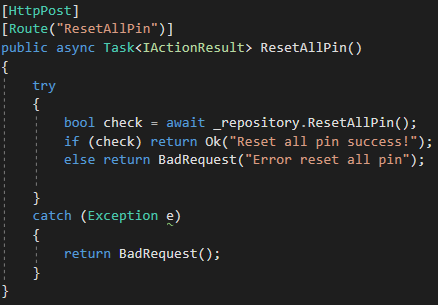 [HttpPost]
[Route("ResetAllPin")]
public async Task<IActionResult> ResetAllPin()
{
    try
    {
        bool check = await _repository.ResetAllPin();
        if (check) return Ok("Reset all pin success!");
        else return BadRequest("Error reset all pin");
    }
    catch (Exception e)
    {
        return BadRequest();
    }
}